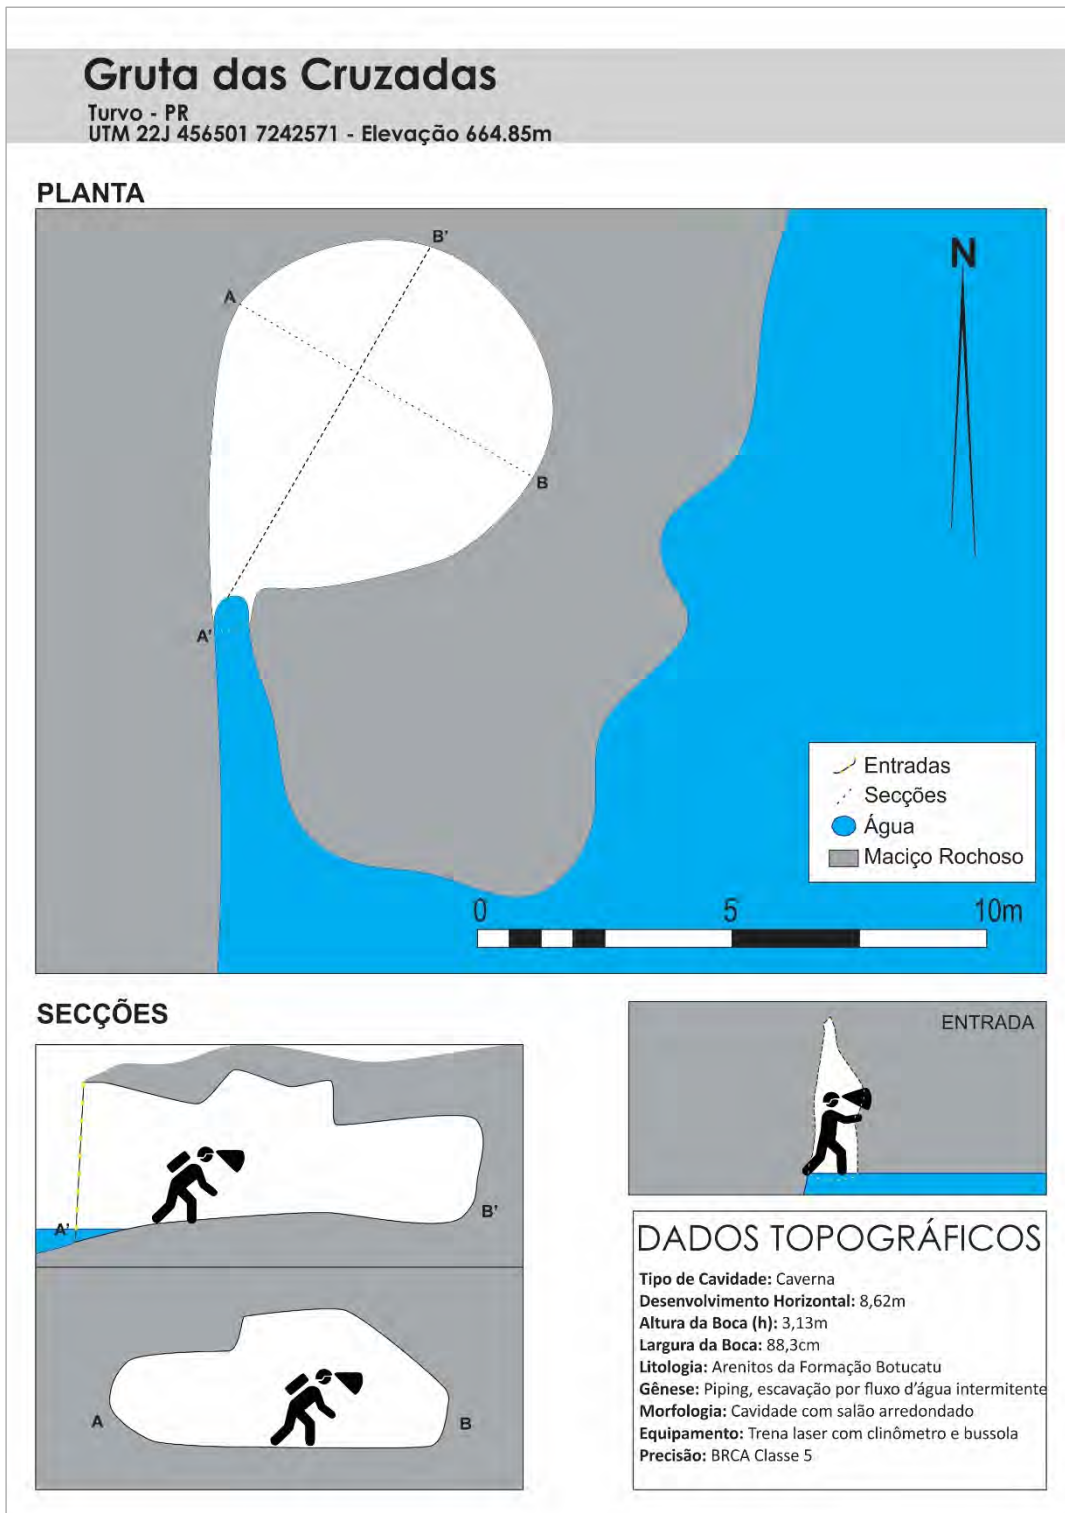 Gruta das Cruzadas
Turvo - PR
UTM 22J 456501 7242571 - Elevação 664.85m
PLANTA
B'
A
N
B
A'
Entradas
Secções
Água
Maciço Rochoso
0 5 10m
SECÇÕES
A'
B'
A
B
ENTRADA
DADOS TOPOGRÁFICOS
Tipo de Cavidade: Caverna
Desenvolvimento Horizontal: 8,62m
Altura da Boca (h): 3,13m
Largura da Boca: 88,3cm
Litologia: Arenitos da Formação Botucatu
Gênese: Piping, escavação por fluxo d'água intermitente
Morfologia: Cavidade com salão arredondado
Equipamento: Trena laser com clinômetro e bussola
Precisão: BRCA Classe 5